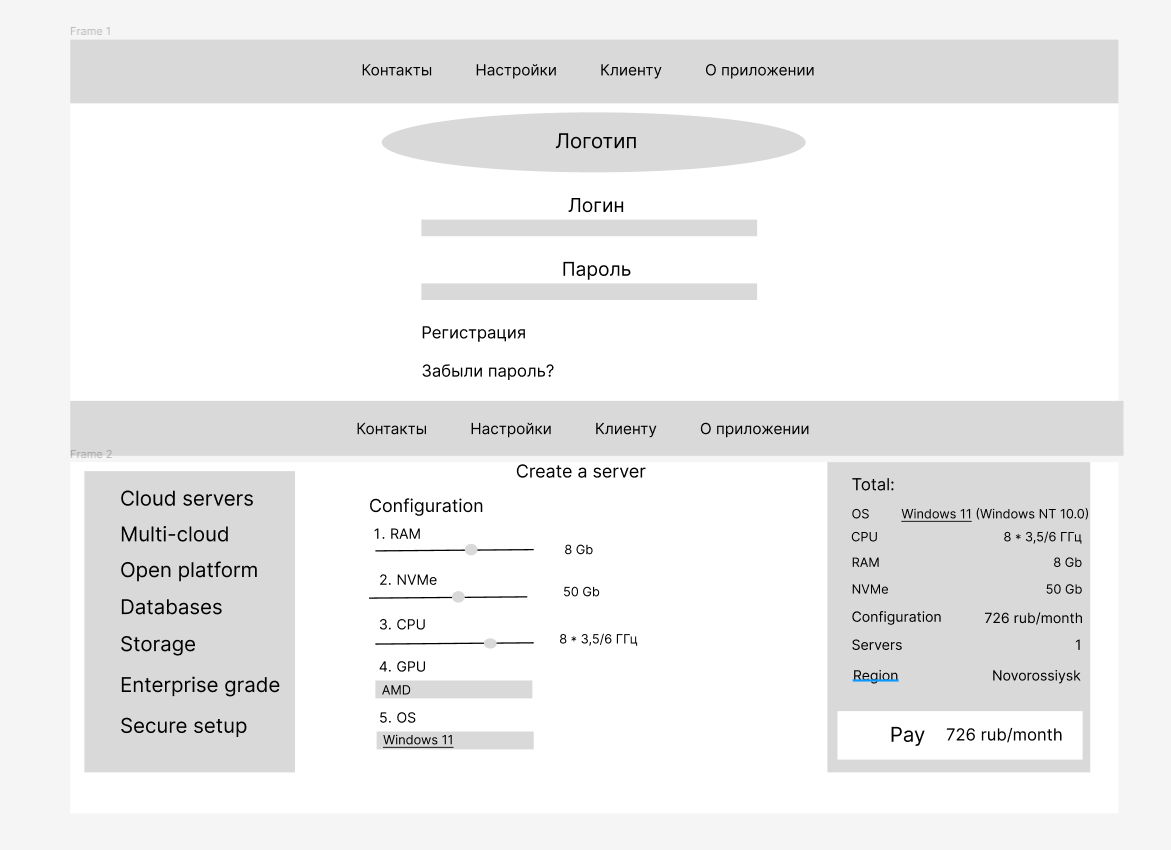 Frame 1
Контакты Настройки Клиенту О приложении
Логотип
Логин
Пароль
Регистрация
Забыли пароль?
Контакты Настройки Клиенту О приложении
Frame 2
Cloud servers
Multi-cloud
Open platform
Databases
Storage
Enterprise grade
Secure setup
Create a server
Configuration
1. RAM
8 Gb
2. NVMe
50 Gb
3. CPU
8 * 3,5/6 ГГц
4. GPU
AMD
5. OS
Windows 11
Total:
OS Windows 11 (Windows NT 10.0)
CPU 8 * 3,5/6 ГГц
RAM 8 Gb
NVMe 50 Gb
Configuration 726 rub/month
Servers 1
Region Novorossiysk
Pay 726 rub/month